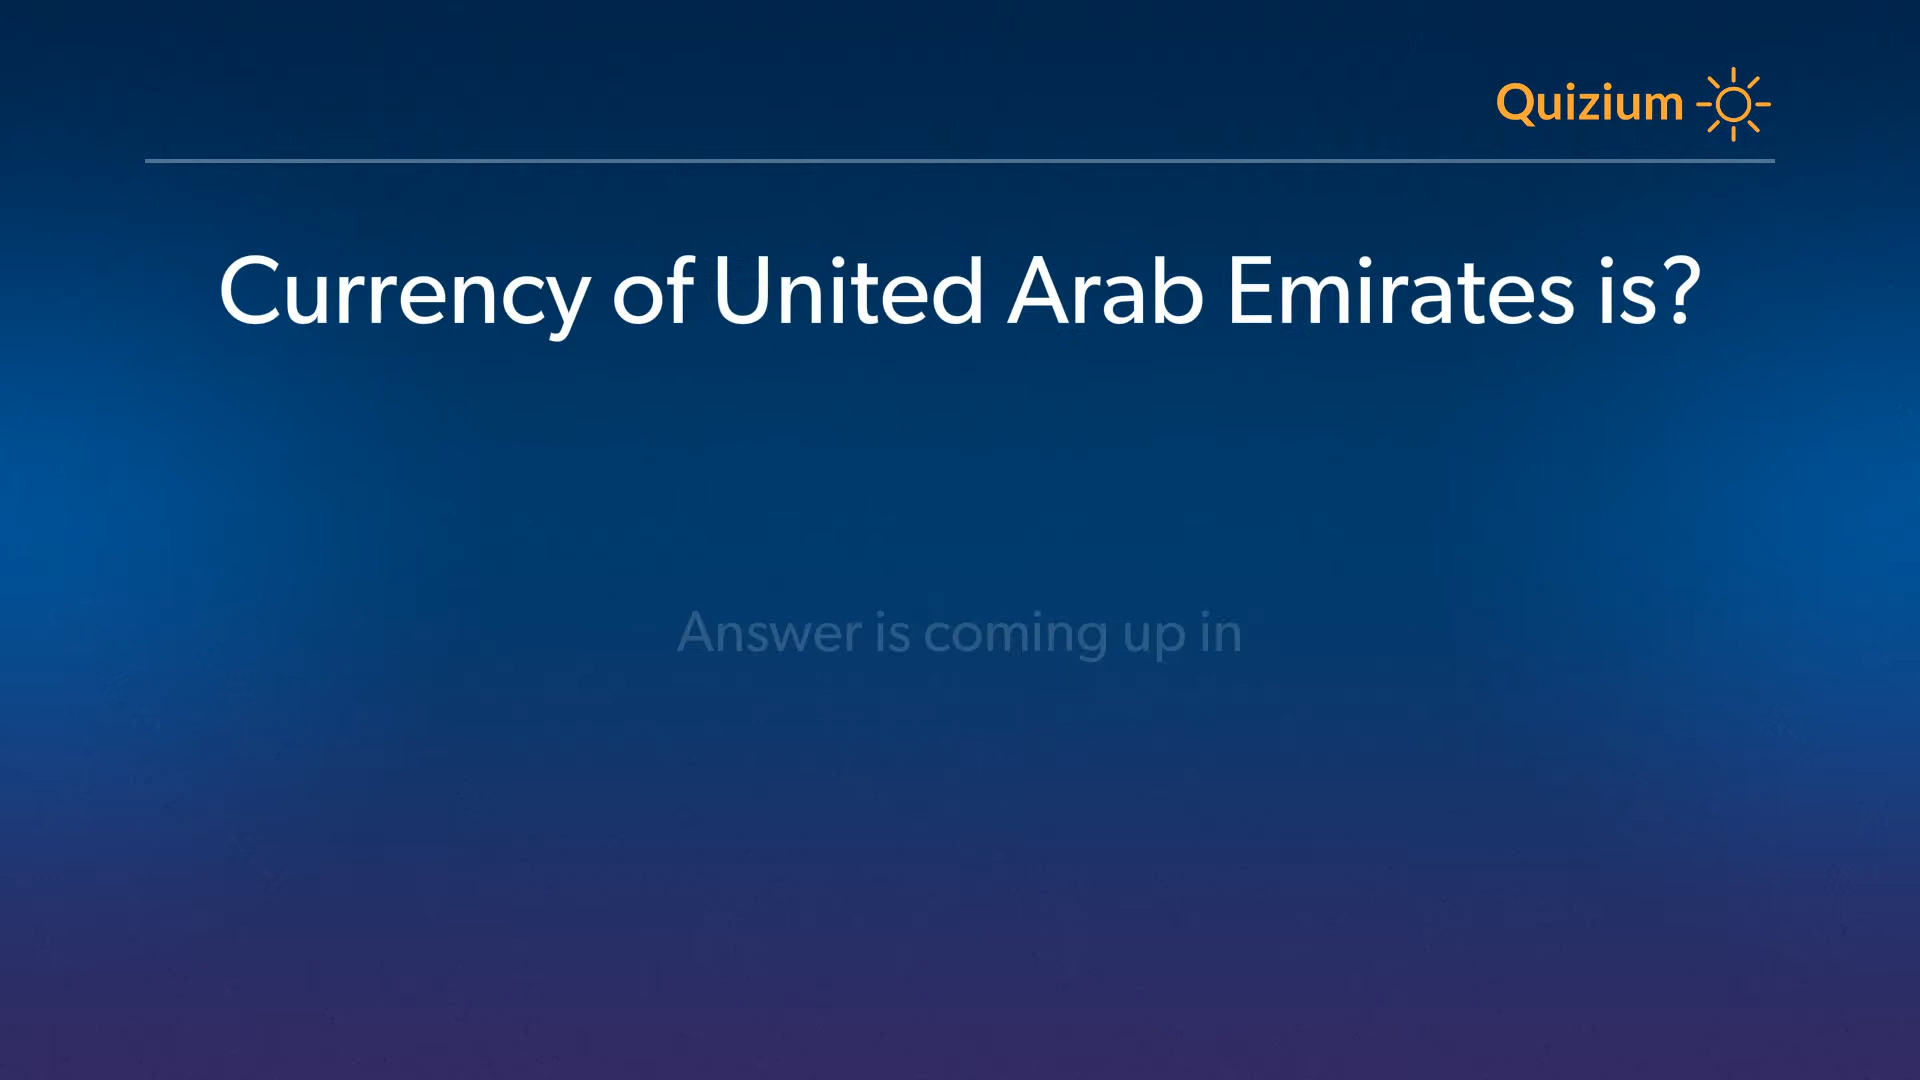 Quizium
Currency of United Arab Emirates is?
Answer is coming up in